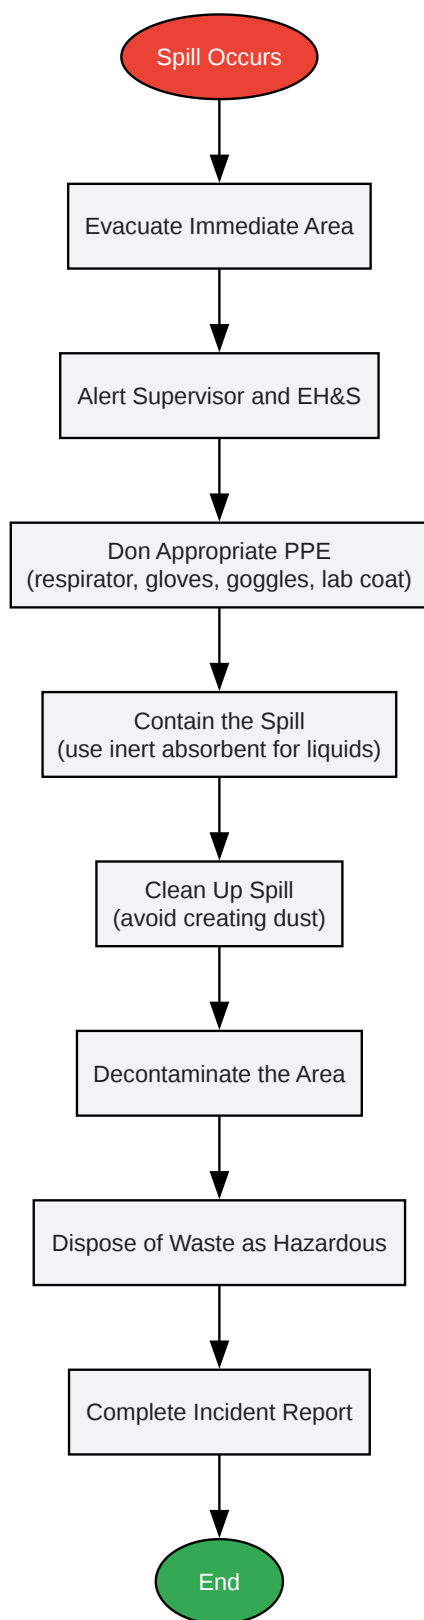 Spill Occurs
Evacuate Immediate Area
Alert Supervisor and EH&S
Don Appropriate PPE
(respirator, gloves, goggles, lab coat)
Contain the Spill
(use inert absorbent for liquids)
Clean Up Spill
(avoid creating dust)
Decontaminate the Area
Dispose of Waste as Hazardous
Complete Incident Report
End